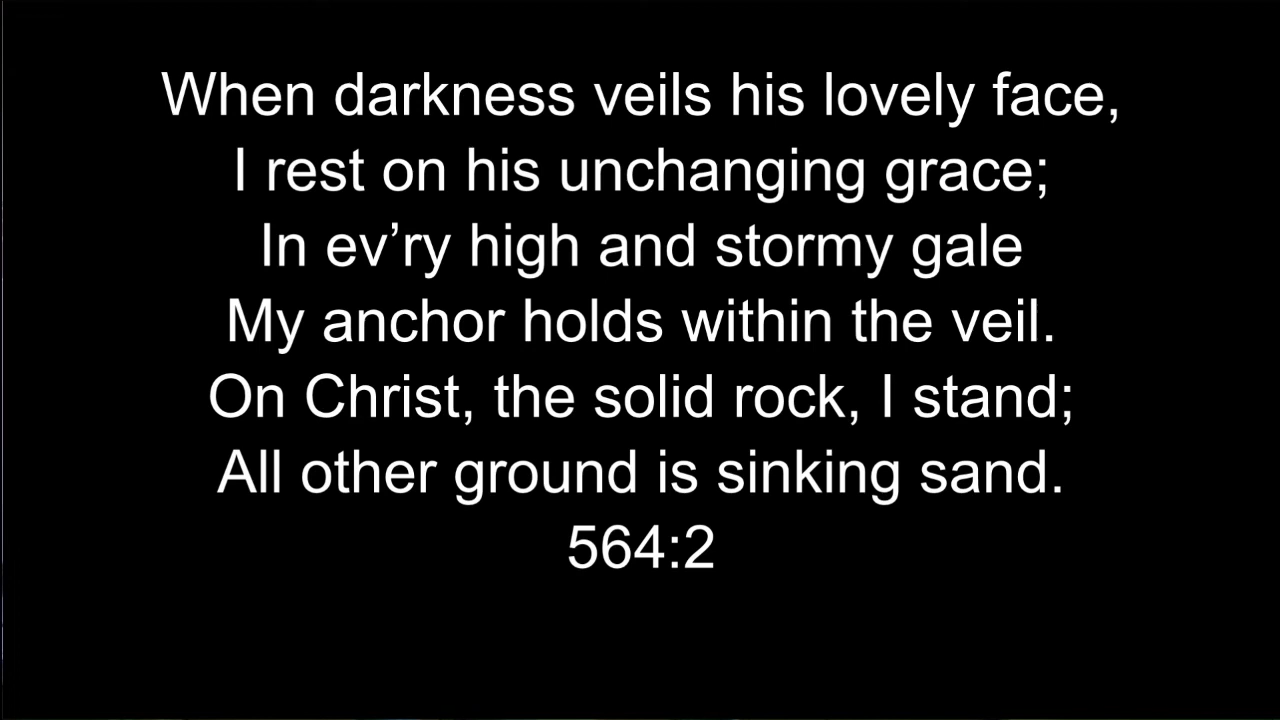 When darkness veils his lovely face,
I rest on his unchanging grace;
In ev’ry high and stormy gale
My anchor holds within the veil.
On Christ, the solid rock, I stand;
All other ground is sinking sand.
564:2